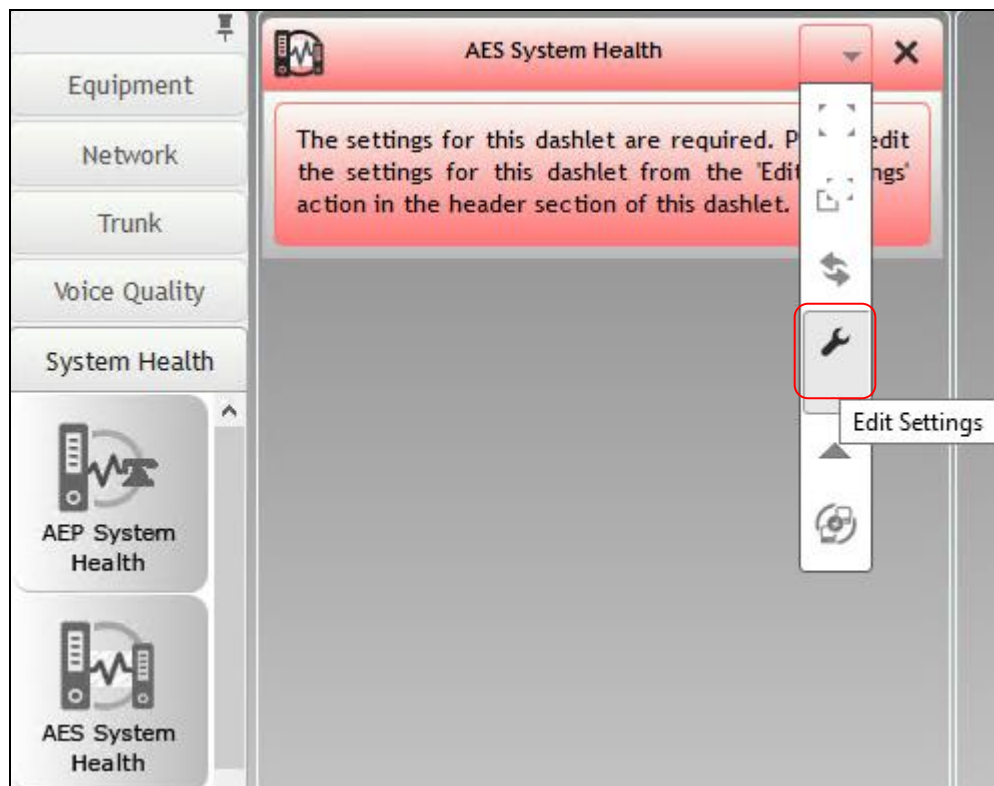 Equipment
Network
Trunk
Voice Quality
System Health
AEP System
Health
AES System
Health
AES System Health
The settings for this dashlet are required. P edit
the settings for this dashlet from the 'Edit ngs'
action in the header section of this dashlet.
Edit Settings